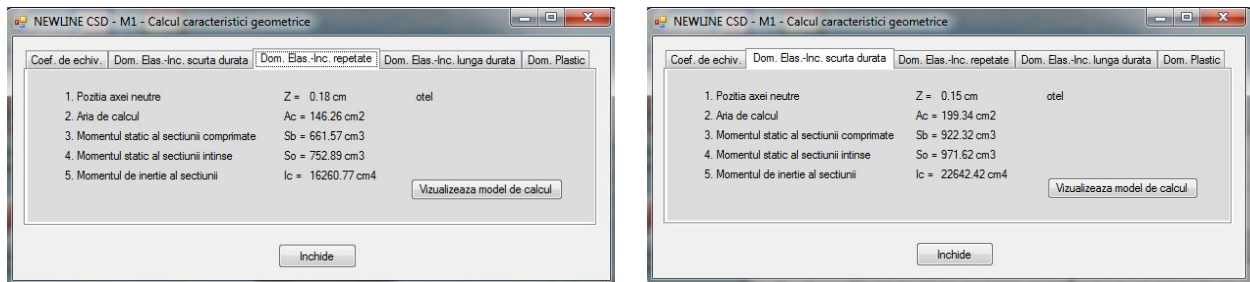 NEWLINE CSD - M1 - Calcul caracteristici geometrice
Coef. de echiv. Dom. Elas.-Inc. scurta durata Dom. Elas.-Inc. repetate Dom. Elas.-Inc. lunga durata Dom. Plastic
1. Pozitia axei neutre Z = 0.18 cm otel
2. Aria de calcul Ac = 146.26 cm2
3. Momentul static al sectiunii comprimate Sb = 661.57 cm3
4. Momentul static al sectiunii intinse So = 752.89 cm3
5. Momentul de inertie al sectiunii Ic = 16260.77 cm4
Vizualizeaza model de calcul
Inchide
NEWLINE CSD - M1 - Calcul caracteristici geometrice
Coef. de echiv. Dom. Elas.-Inc. scurta durata Dom. Elas.-Inc. repetate Dom. Elas.-Inc. lunga durata Dom. Plastic
1. Pozitia axei neutre Z = 0.15 cm otel
2. Aria de calcul Ac = 199.34 cm2
3. Momentul static al sectiunii comprimate Sb = 922.32 cm3
4. Momentul static al sectiunii intinse So = 971.62 cm3
5. Momentul de inertie al sectiunii Ic = 22642.42 cm4
Vizualizeaza model de calcul
Inchide